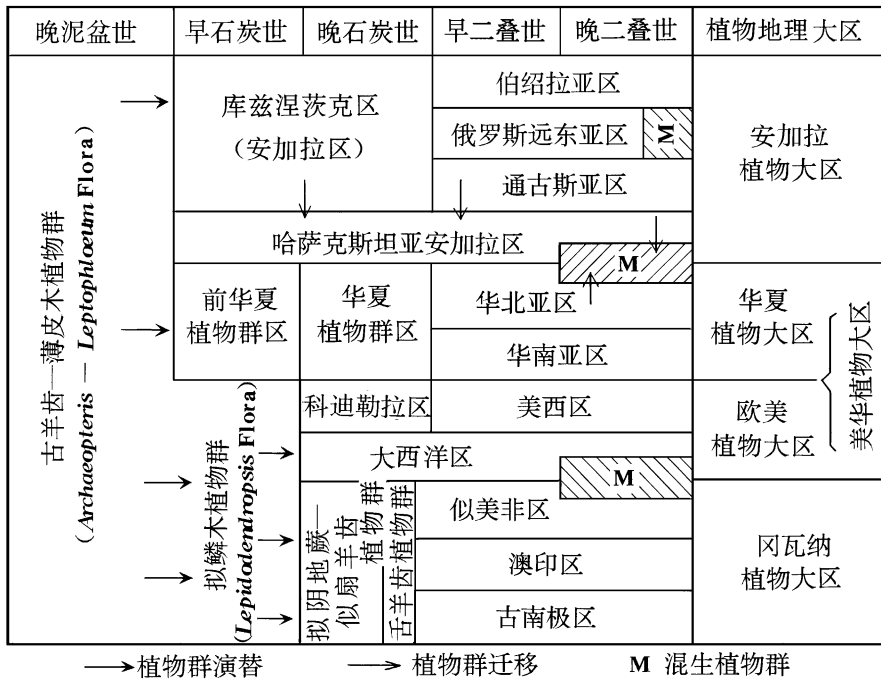 晚泥盆世 早石炭世 晚石炭世 早二叠世 晚二叠世 植物地理大区
古羊齿—薄皮木植物群
(Archaeopteris — Leptophloeum Flora)
库兹涅茨克区
(安加拉区)
伯绍拉亚区
俄罗斯远东亚区
M
通古斯亚区
安加拉
植物大区
哈萨克斯坦亚安加拉区
M
前华夏
植物群区
华夏
植物群区
华北亚区
华南亚区
华夏
植物大区
美华植物大区
拟鳞木植物群
(Lepidodendropsis Flora)
科迪勒拉区
美西区
欧美
植物大区
大西洋区
M
拟阴地蕨—
似扇羊齿
植物群
舌羊齿植物群
似美非区
澳印区
古南极区
冈瓦纳
植物大区
植物群演替 植物群迁移 M 混生植物群